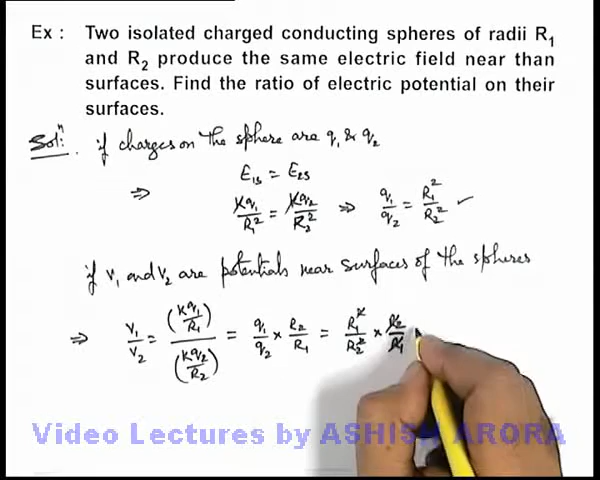 Ex : Two isolated charged conducting spheres of radii R₁
and R₂ produce the same electric field near than
surfaces. Find the ratio of electric potential on their
surfaces.
Solⁿ: if charges on the sphere are q₁ & q₂
E₁ₛ = E₂ₛ
⇒ Kq₁/R₁² = Kq₂/R₂² ⇒ q₁/q₂ = R₁²/R₂² ✓
if V₁ and V₂ are potentials near surfaces of the spheres
⇒ V₁/V₂ = (Kq₁/R₁)/(Kq₂/R₂) = q₁/q₂ × R₂/R₁ = R₁²/R₂² × R₂/R₁
Video Lectures by ASHISH ARORA